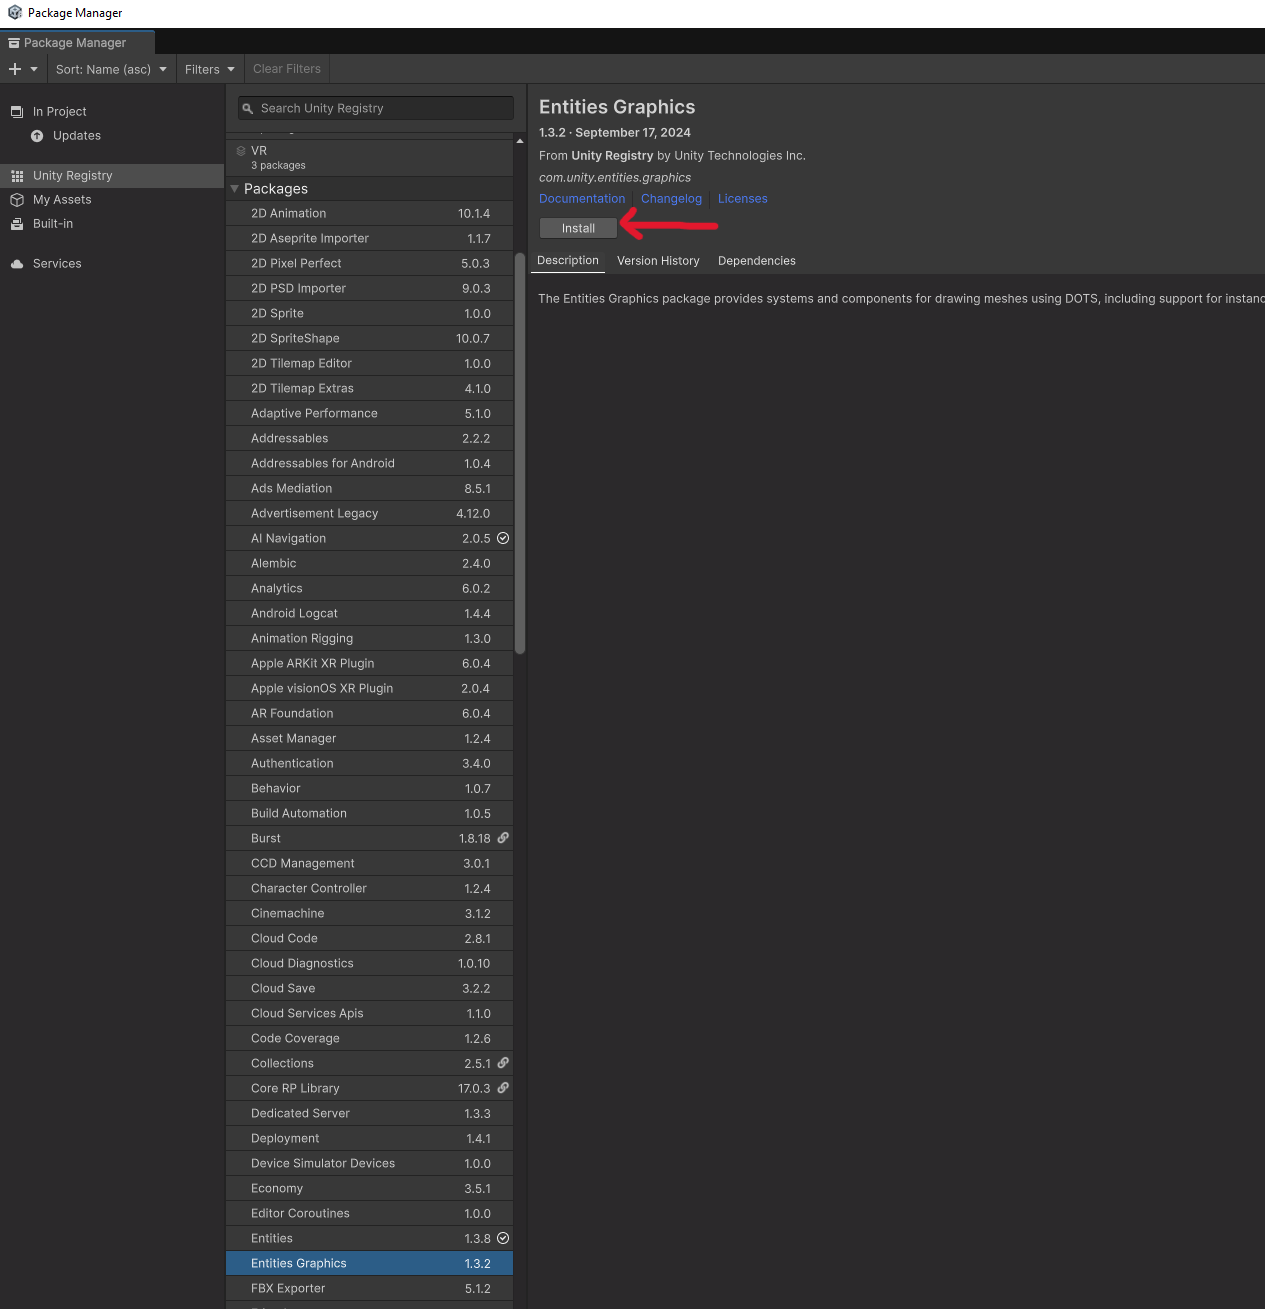 Package Manager
Package Manager
Sort: Name (asc)
Filters
Clear Filters
In Project
Updates
Unity Registry
My Assets
Built-in
Services
Search Unity Registry
VR
3 packages
Packages
2D Animation 10.1.4
2D Aseprite Importer 1.1.7
2D Pixel Perfect 5.0.3
2D PSD Importer 9.0.3
2D Sprite 1.0.0
2D SpriteShape 10.0.7
2D Tilemap Editor 1.0.0
2D Tilemap Extras 4.1.0
Adaptive Performance 5.1.0
Addressables 2.2.2
Addressables for Android 1.0.4
Ads Mediation 8.5.1
Advertisement Legacy 4.12.0
AI Navigation 2.0.5
Alembic 2.4.0
Analytics 6.0.2
Android Logcat 1.4.4
Animation Rigging 1.3.0
Apple ARKit XR Plugin 6.0.4
Apple visionOS XR Plugin 2.0.4
AR Foundation 6.0.4
Asset Manager 1.2.4
Authentication 3.4.0
Behavior 1.0.7
Build Automation 1.0.5
Burst 1.8.18
CCD Management 3.0.1
Character Controller 1.2.4
Cinemachine 3.1.2
Cloud Code 2.8.1
Cloud Diagnostics 1.0.10
Cloud Save 3.2.2
Cloud Services Apis 1.1.0
Code Coverage 1.2.6
Collections 2.5.1
Core RP Library 17.0.3
Dedicated Server 1.3.3
Deployment 1.4.1
Device Simulator Devices 1.0.0
Economy 3.5.1
Editor Coroutines 1.0.0
Entities 1.3.8
Entities Graphics 1.3.2
FBX Exporter 5.1.2
Entities Graphics
1.3.2 · September 17, 2024
From Unity Registry by Unity Technologies Inc.
com.unity.entities.graphics
Documentation Changelog Licenses
Install
Description Version History Dependencies
The Entities Graphics package provides systems and components for drawing meshes using DOTS, including support for instanc